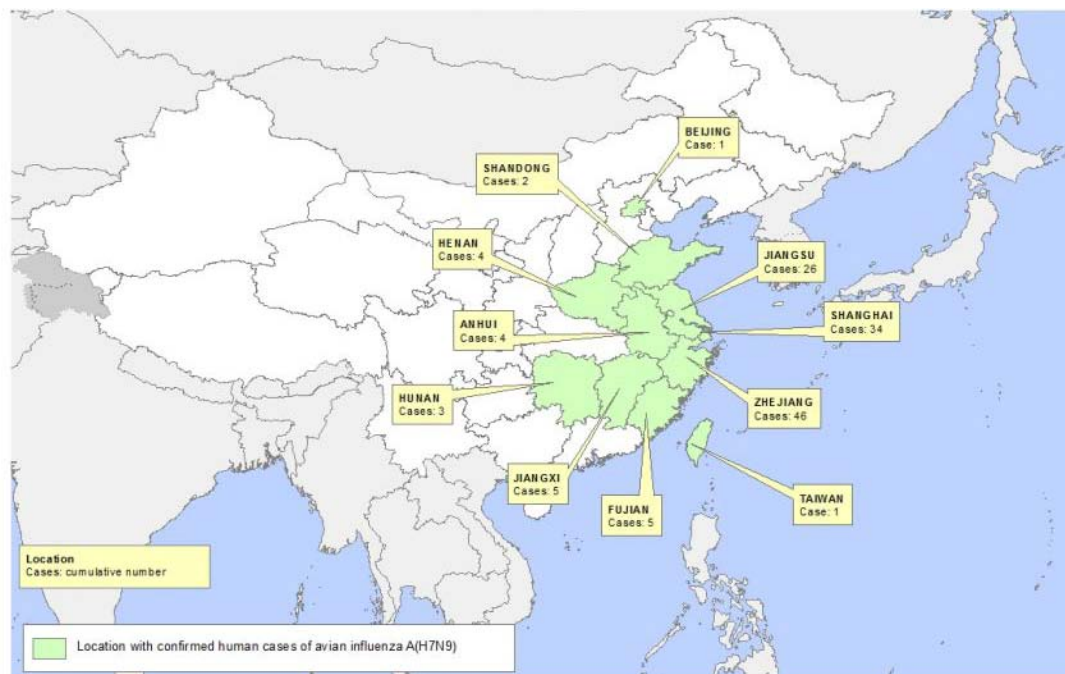 BEIJING
Case: 1
SHANDONG
Cases: 2
HENAN
Cases: 4
JIANGSU
Cases: 26
SHANGHAI
Cases: 34
ANHUI
Cases: 4
HUNAN
Cases: 3
ZHEJIANG
Cases: 46
JIANGXI
Cases: 5
FUJIAN
Cases: 5
TAIWAN
Case: 1
Location
Cases: cumulative number
Location with confirmed human cases of avian influenza A(H7N9)